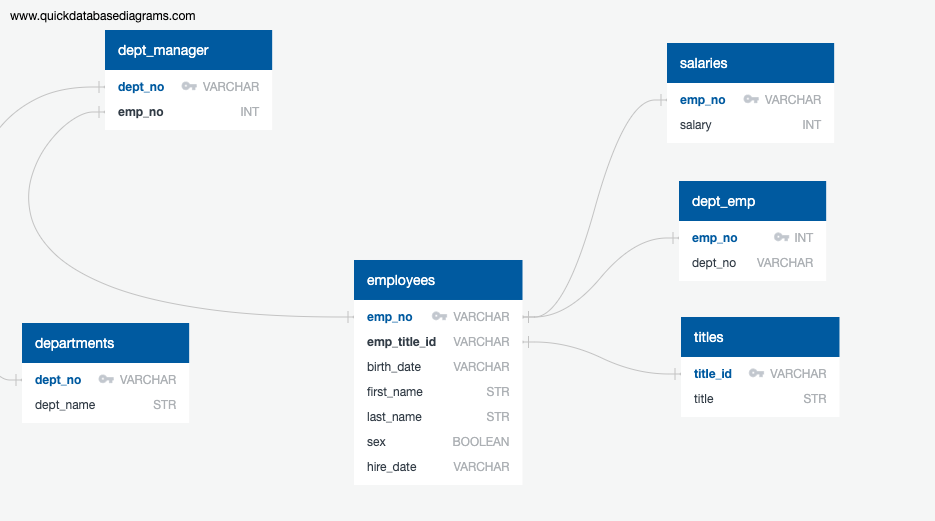 www.quickdatabasediagrams.com
dept_manager
dept_no VARCHAR
emp_no INT
salaries
emp_no VARCHAR
salary INT
dept_emp
emp_no INT
dept_no VARCHAR
employees
emp_no VARCHAR
emp_title_id VARCHAR
birth_date VARCHAR
first_name STR
last_name STR
sex BOOLEAN
hire_date VARCHAR
departments
dept_no VARCHAR
dept_name STR
titles
title_id VARCHAR
title STR